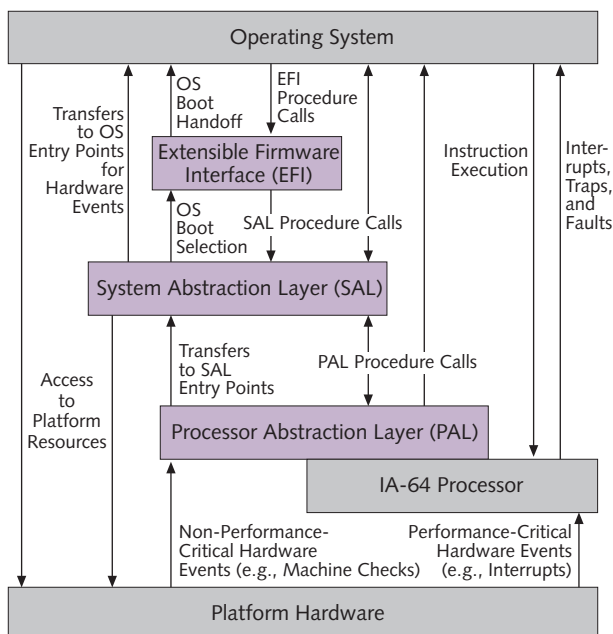 Operating System
Transfers
to OS
Entry Points
for
Hardware
Events
OS
Boot
Handoff
EFI
Procedure
Calls
Extensible Firmware
Interface (EFI)
Instruction
Execution
Inter-
rupts,
Traps,
and
Faults
OS
Boot
Selection
SAL Procedure Calls
System Abstraction Layer (SAL)
Access
to
Platform
Resources
Transfers
to SAL
Entry Points
PAL Procedure Calls
Processor Abstraction Layer (PAL)
IA-64 Processor
Non-Performance-
Critical Hardware
Events (e.g., Machine Checks)
Performance-Critical
Hardware Events
(e.g., Interrupts)
Platform Hardware